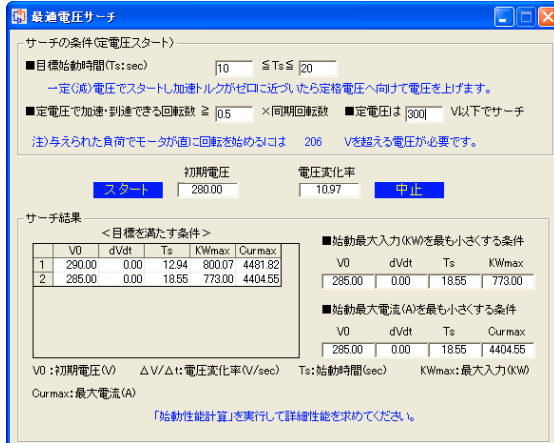 最適電圧サーチ
サーチの条件(定電圧スタート)
■目標始動時間(Ts:sec) 10 ≦Ts≦ 20
一定(減)電圧でスタートし加速トルクがゼロに近づいたら定格電圧へ向けて電圧を上げます。
■定電圧で加速・到達できる回転数 ≧ 0.5 ×同期回転数 ■定電圧は 300 V以下でサーチ
注)与えられた負荷でモータが直に回転を始めるには 206 Vを超える電圧が必要です。
初期電圧 電圧変化率
スタート 280.00 10.97 中止
サーチ結果
＜目標を満たす条件＞
V0 dVdt Ts KWmax Curmax
1 290.00 0.00 12.94 800.07 4481.82
2 285.00 0.00 18.55 773.00 4404.55
■始動最大入力(KW)を最も小さくする条件
V0 dVdt Ts KWmax
285.00 0.00 18.55 773.00
■始動最大電流(A)を最も小さくする条件
V0 dVdt Ts Curmax
285.00 0.00 18.55 4404.55
V0 :初期電圧(V) ΔV/Δt:電圧変化率(V/sec) Ts:始動時間(sec) KWmax:最大入力(KW)
Curmax:最大電流(A)
「始動性能計算」を実行して詳細性能を求めてください。